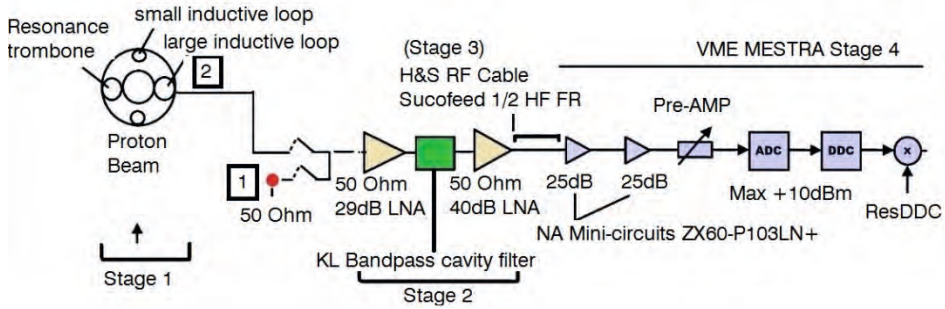 small inductive loop
Resonance
trombone
large inductive loop
2
Proton
Beam
Stage 1
1
50 Ohm
50 Ohm
29dB LNA
50 Ohm
40dB LNA
KL Bandpass cavity filter
Stage 2
(Stage 3)
H&S RF Cable
Sucofeed 1/2 HF FR
VME MESTRA Stage 4
Pre-AMP
25dB
25dB
NA Mini-circuits ZX60-P103LN+
ADC
DDC
×
Max +10dBm
ResDDC